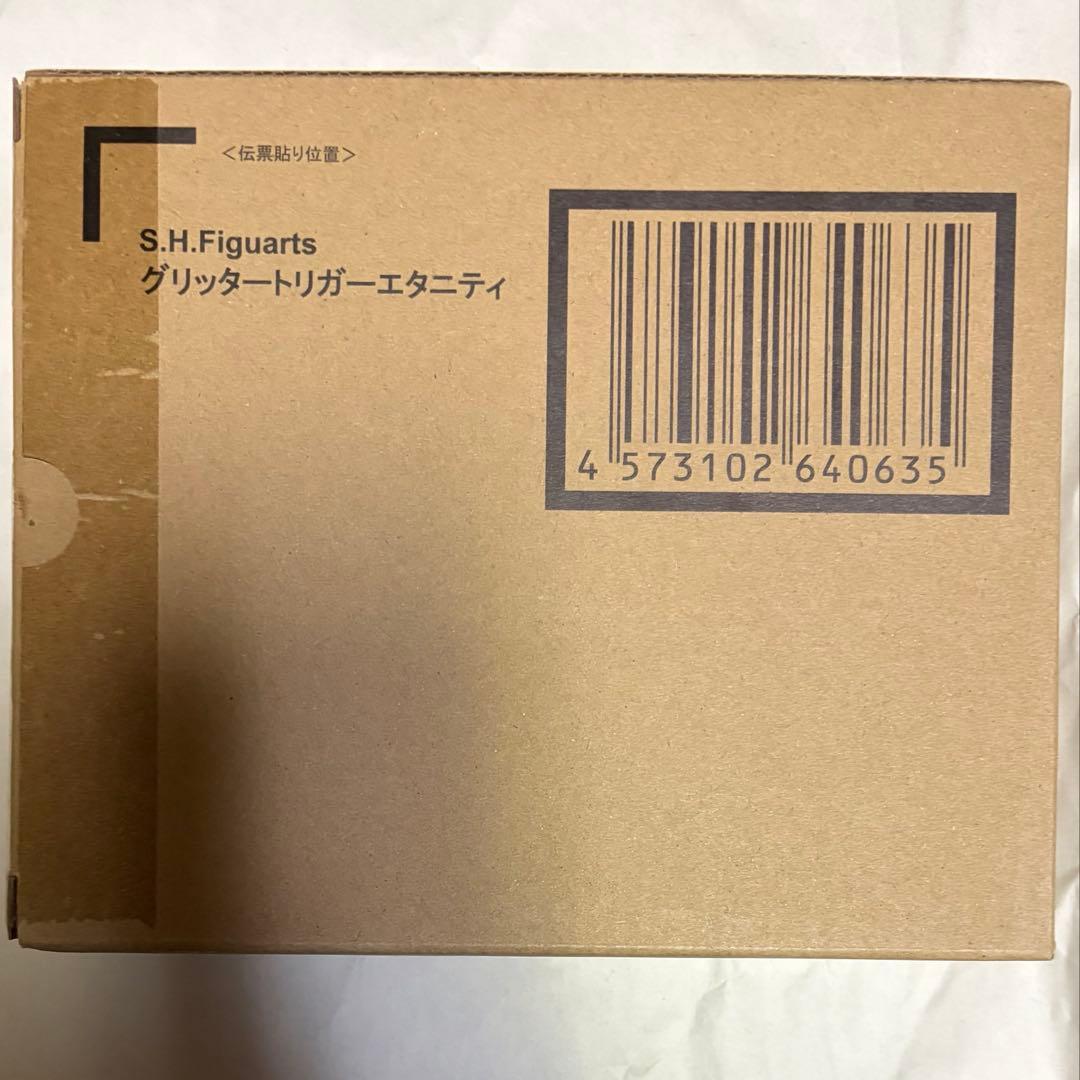 ＜伝票貼り位置＞
S.H.Figuarts
グリッタートリガーエタニティ
4 573102 640635